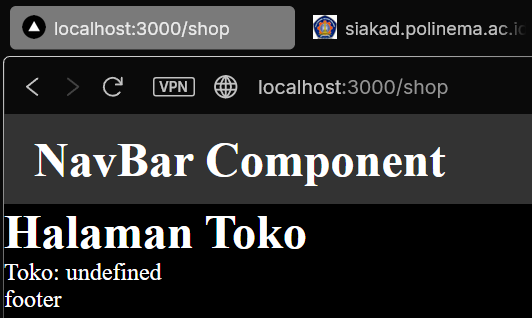 localhost:3000/shop
siakad.polinema.ac.id
VPN
localhost:3000/shop
NavBar Component
Halaman Toko
Toko: undefined
footer